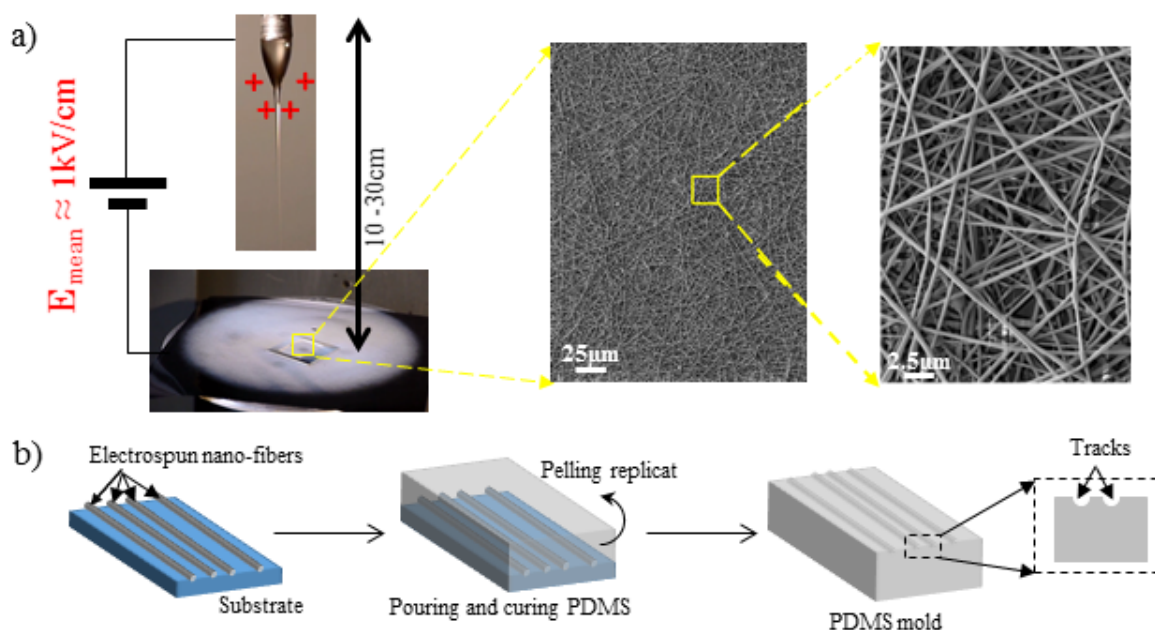 a)
E mean ≈ 1kV/cm
+ +
+ +
10 -30cm
25µm
2.5µm
b)
Electrospun nano-fibers
Substrate
Pouring and curing PDMS
Pelling replicat
PDMS mold
Tracks